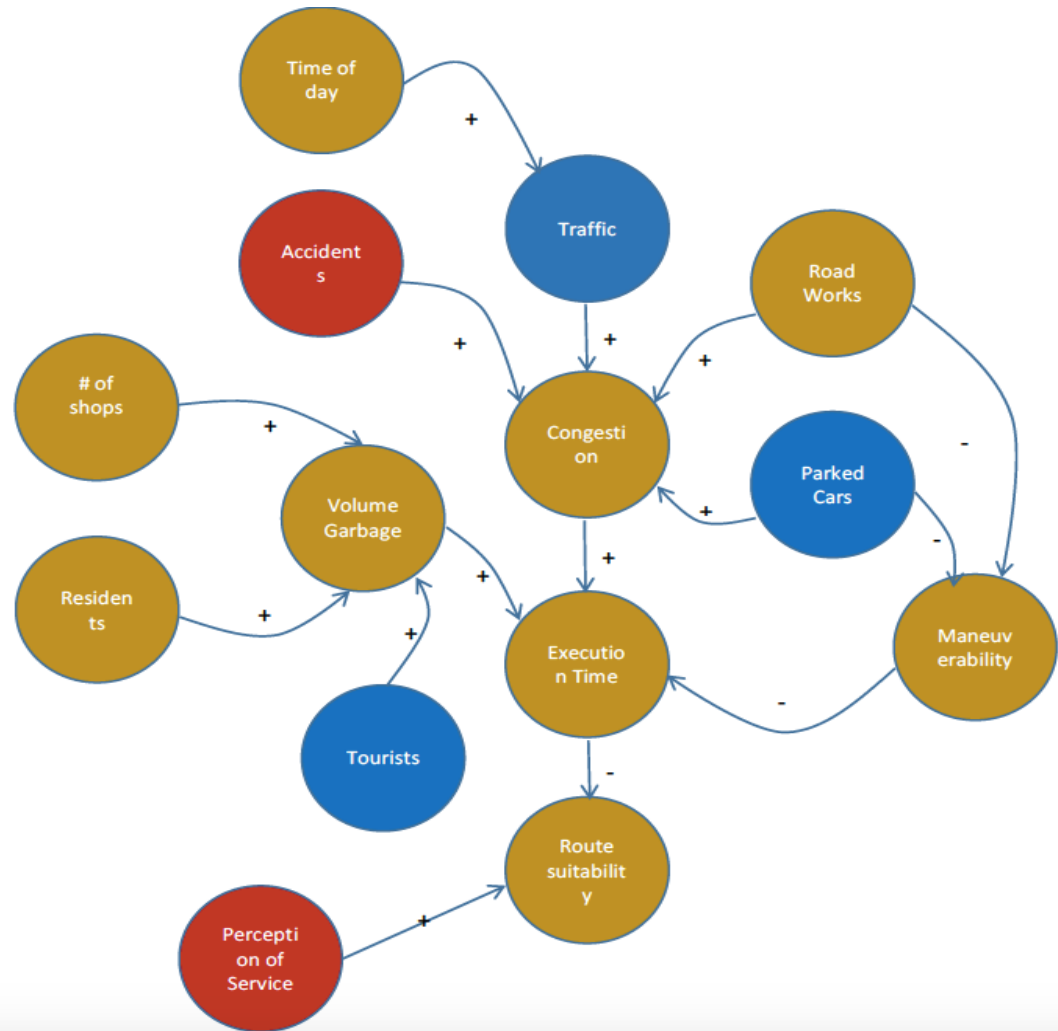 Time of
day
+
Traffic
Accident
s
Road
Works
+
+
+
# of
shops
+
Congesti
on
-
Parked
Cars
Volume
Garbage
+
-
+
+
Residen
ts
+
+
Executio
n Time
Maneuv
erability
-
Tourists
-
Route
suitabilit
y
+
Percepti
on of
Service